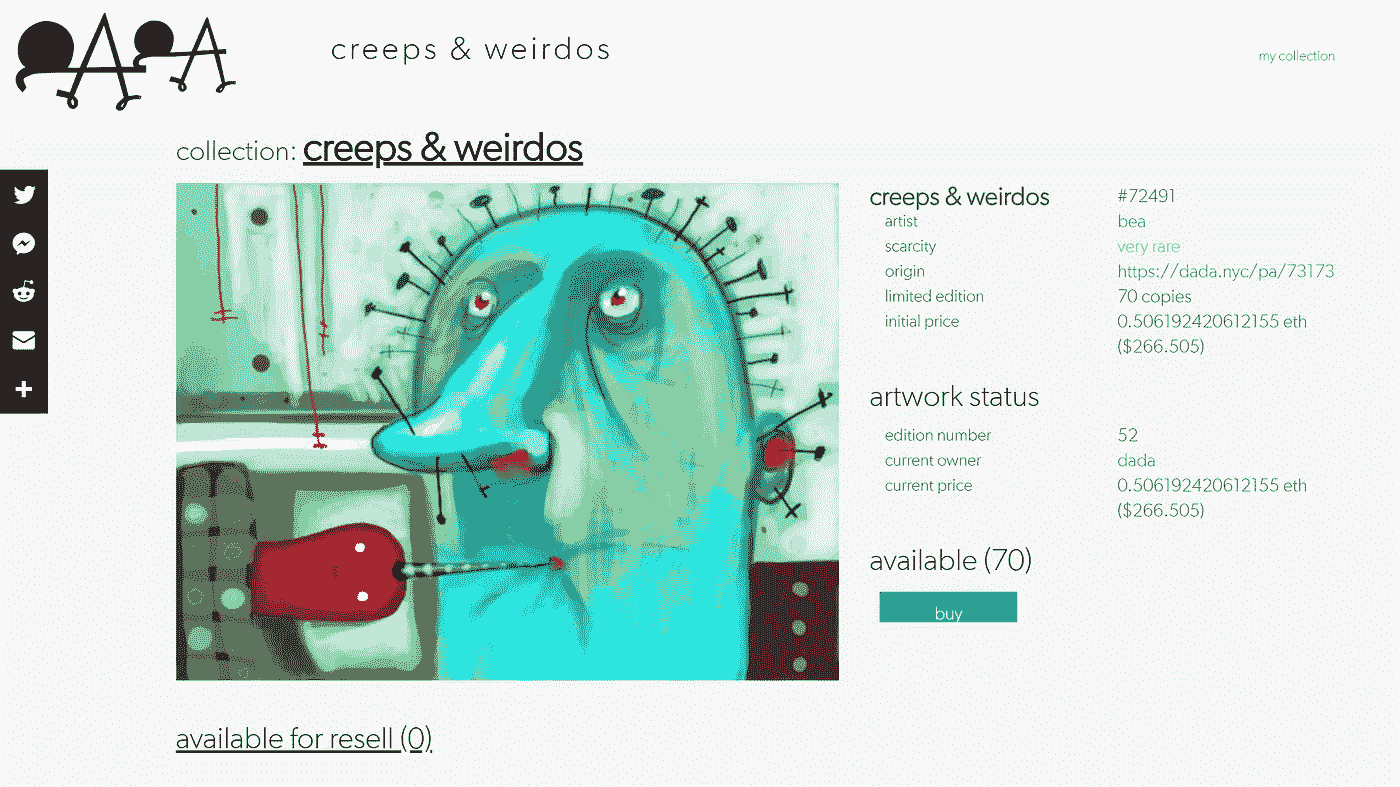 DADA
creeps & weirdos
my collection
collection: creeps & weirdos
creeps & weirdos #72491
artist bea
scarcity very rare
origin https://dada.nyc/pa/73173
limited edition 70 copies
initial price 0.506192420612155 eth
($266.505)
artwork status
edition number 52
current owner dada
current price 0.506192420612155 eth
($266.505)
available (70)
buy
available for resell (0)